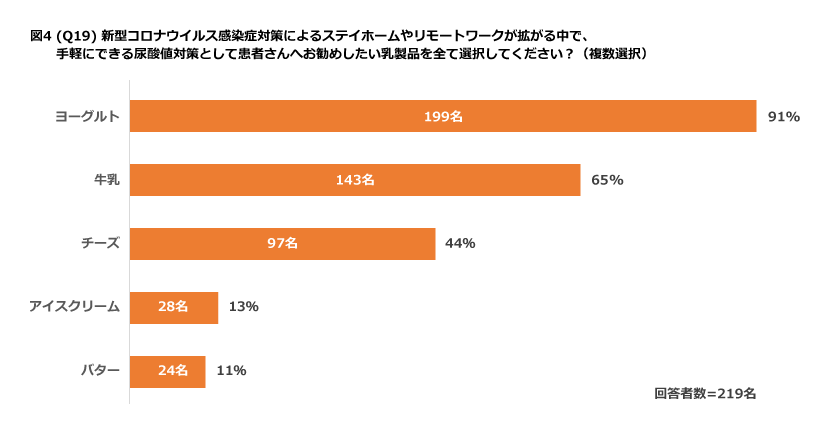 図4 (Q19) 新型コロナウイルス感染症対策によるステイホームやリモートワークが拡がる中で、
手軽にできる尿酸値対策として患者さんへお勧めしたい乳製品を全て選択してください？（複数選択）
ヨーグルト 199名 91%
牛乳 143名 65%
チーズ 97名 44%
アイスクリーム 28名 13%
バター 24名 11%
回答者数=219名